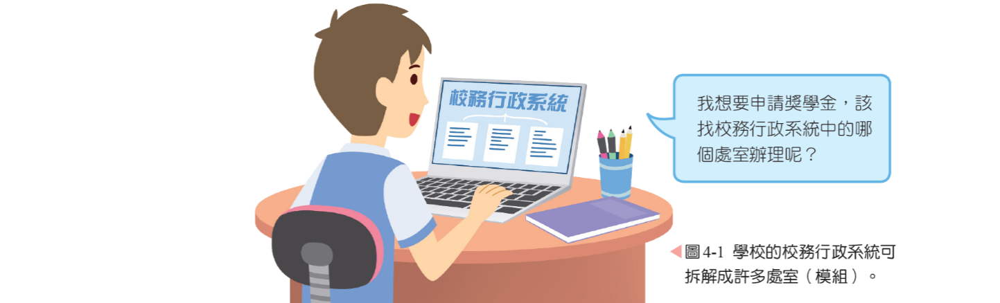 校務行政系統
我想要申請獎學金，該
找校務行政系統中的哪
個處室辦理呢？
圖4-1 學校的校務行政系統可
拆解成許多處室（模組）。